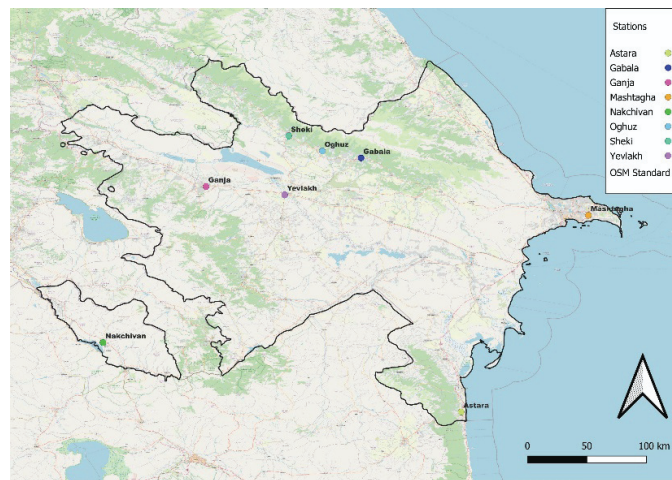 Stations
Astara
Gabala
Ganja
Mashtagha
Nakchivan
Oghuz
Sheki
Yevlakh
OSM Standard
Sheki
Oghuz
Gabala
Ganja
Yevlakh
Mashtagha
Nakchivan
Astara
0 50 100 km